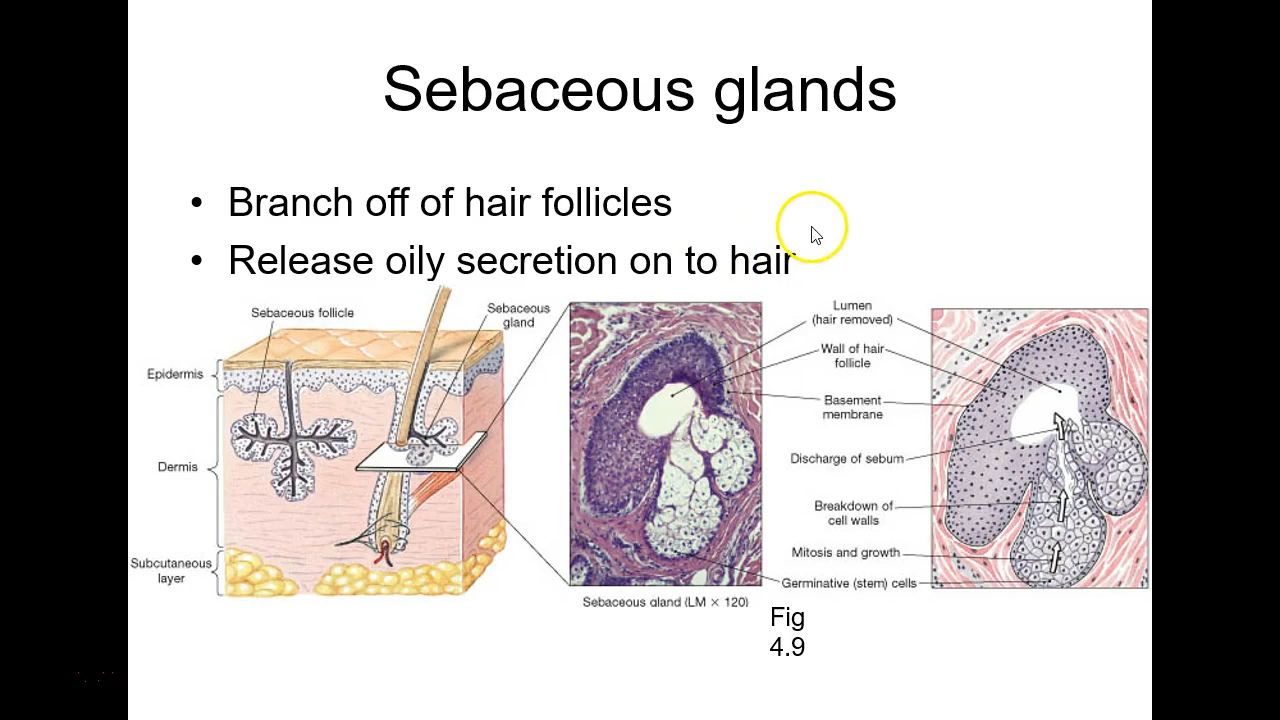 Sebaceous glands
• Branch off of hair follicles
• Release oily secretion on to hair
Sebaceous follicle
Sebaceous
gland
Epidermis
Dermis
Subcutaneous
layer
Lumen
(hair removed)
Wall of hair
follicle
Basement
membrane
Discharge of sebum
Breakdown of
cell walls
Mitosis and growth
Germinative (stem) cells
Sebaceous gland (LM × 120)
Fig
4.9